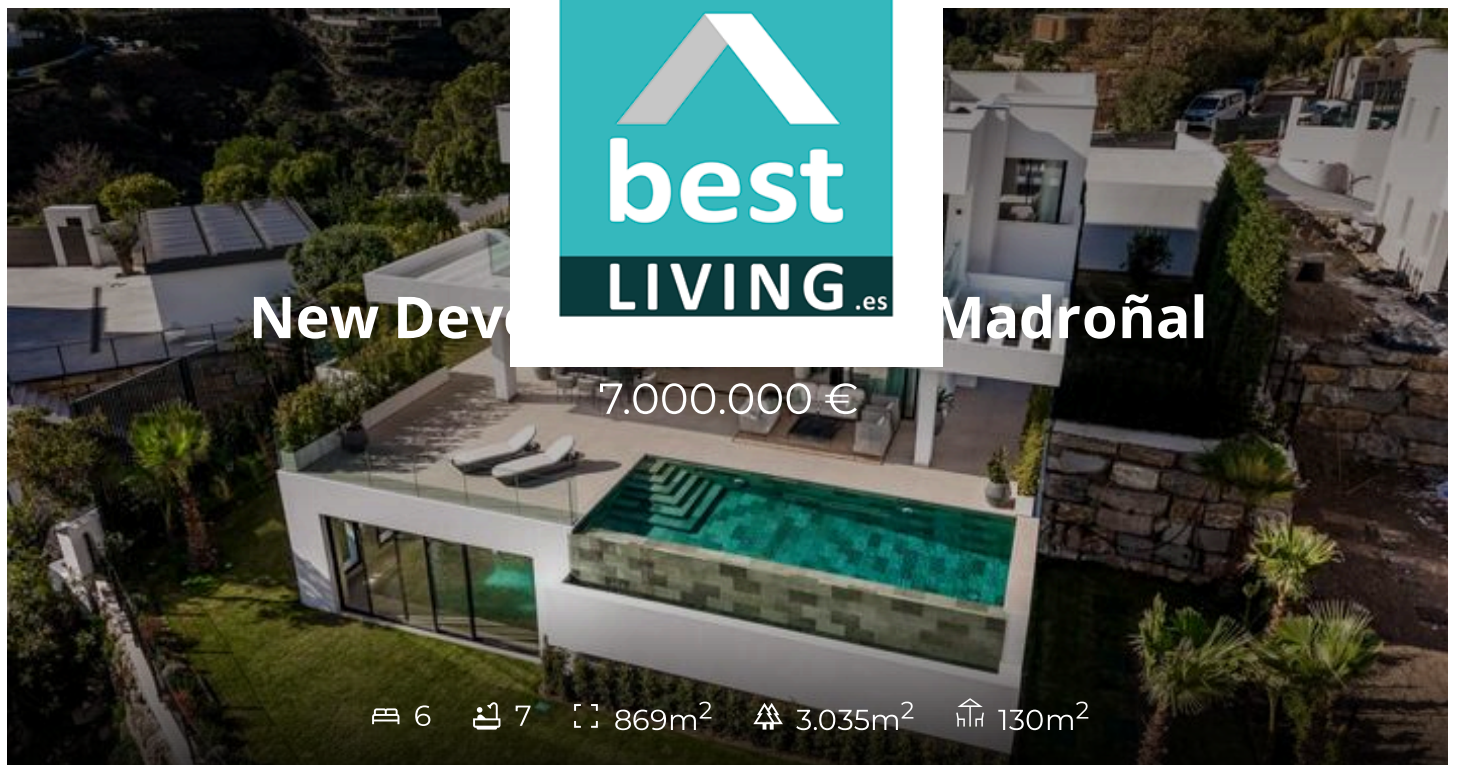 best
LIVING.es
New Deve Madroñal
7.000.000 €
6 7 869m² 3.035m² 130m²